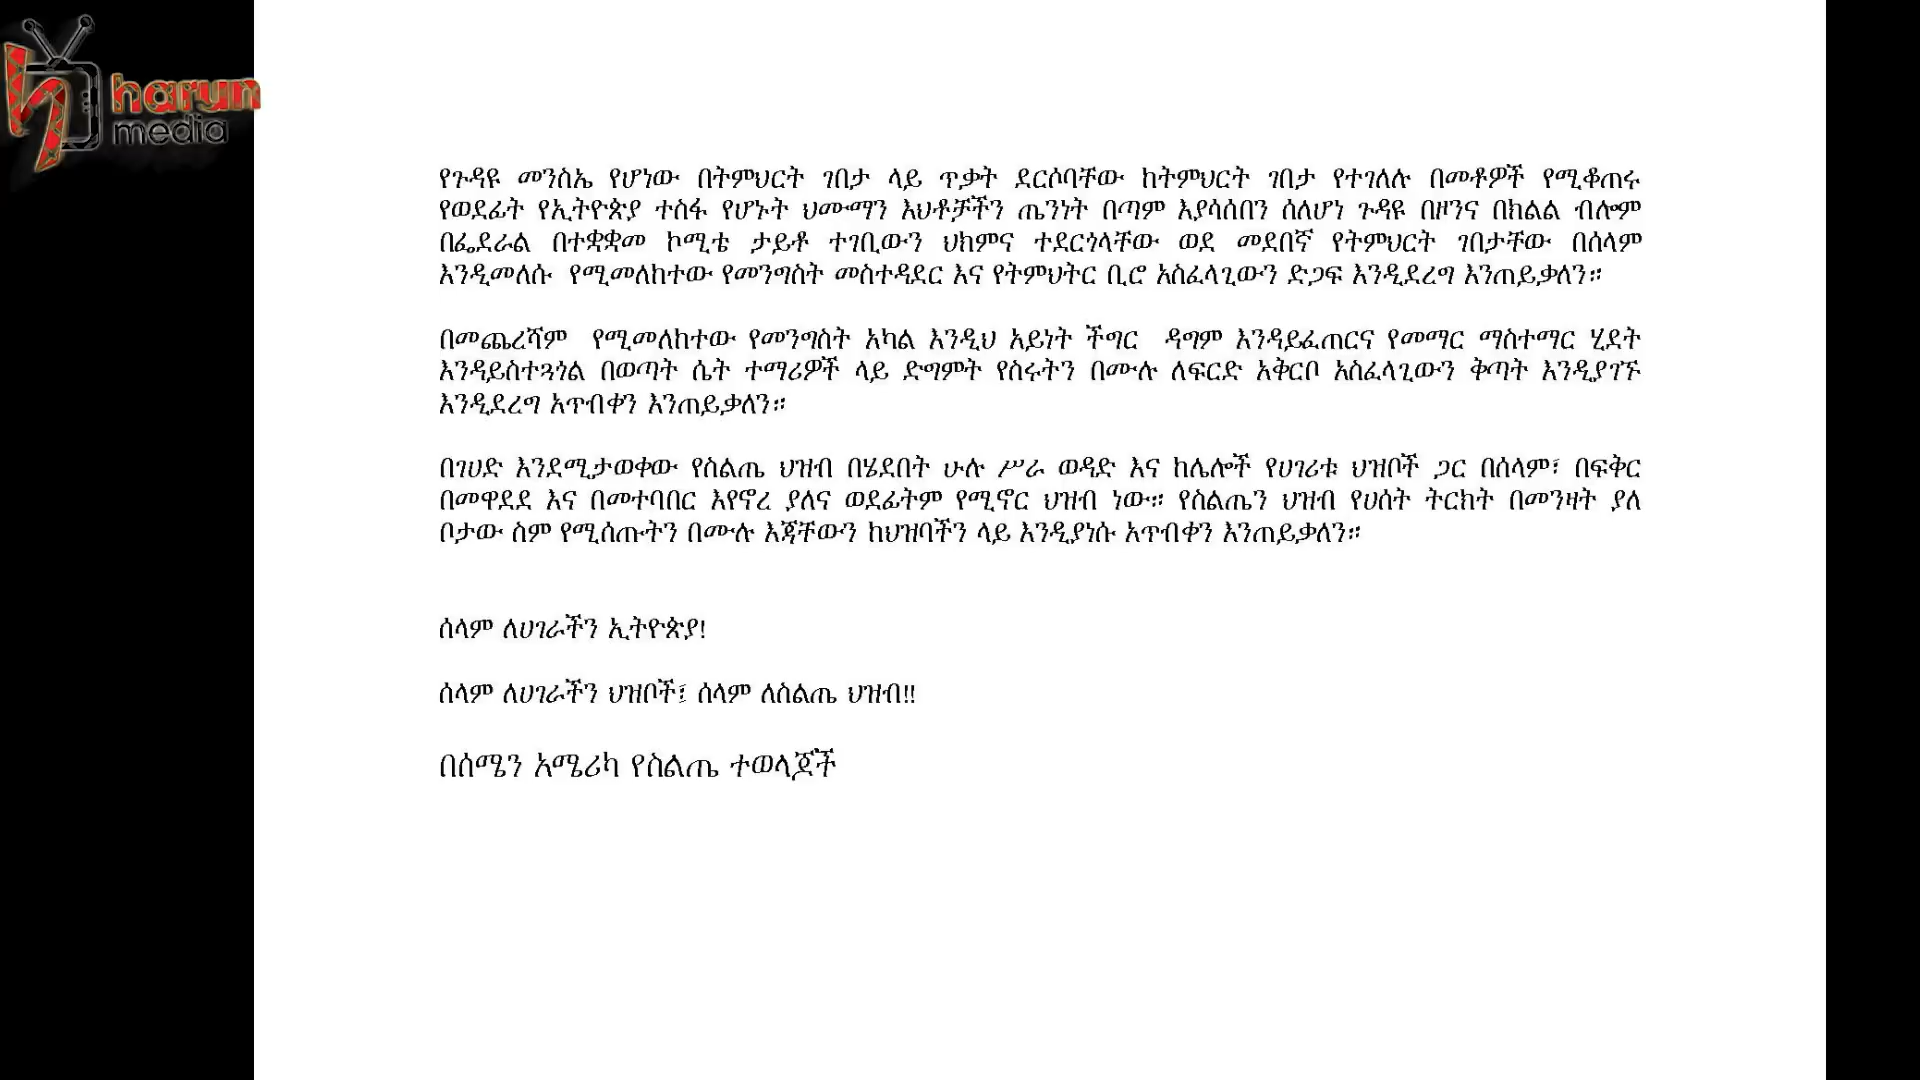 harun
media
የጉዳዩ መንስኤ የሆነው በትምህርት ገበታ ላይ ጥቃት ደርሶባቸው ከትምህርት ገበታ የተገለሉ በመቶዎች የሚቆጠሩ
የወደፊት የኢትዮጵያ ተስፋ የሆኑት ህሙማን እህቶቻችን ጤንነት በጣም እያሳሰበን ሰለሆነ ጉዳዩ በዞንና በክልል ብሎም
በፌደራል በተቋቋመ ኮሚቴ ታይቶ ተገቢውን ህክምና ተደርጎላቸው ወደ መደበኛ የትምህርት ገበታቸው በሰላም
እንዲመለሱ የሚመለከተው የመንግስት መስተዳደር እና የትምህትር ቢሮ አስፈላጊውን ድጋፍ እንዲደረግ እንጠይቃለን።
በመጨረሻም የሚመለከተው የመንግስት አካል እንዲህ አይነት ችግር ዳግም እንዳይፈጠርና የመማር ማስተማር ሂደት
እንዳይስተጓጎል በወጣት ሴት ተማሪዎች ላይ ድግምት የስሩትን በሙሉ ለፍርድ አቅርቦ አስፈላጊውን ቅጣት እንዲያገኙ
እንዲደረግ አጥብቀን እንጠይቃለን።
በገሀድ እንደሚታወቀው የስልጤ ህዝብ በሄደበት ሁሉ ሥራ ወዳድ እና ከሌሎች የሀገሪቱ ህዝቦች ጋር በሰላም፣ በፍቅር
በመዋደደ እና በመተባበር እየኖረ ያለና ወደፊትም የሚኖር ህዝብ ነው። የስልጤን ህዝብ የሀሰት ትርክት በመንዛት ያለ
ቦታው ስም የሚሰጡትን በሙሉ እጃቸውን ከህዝባችን ላይ እንዲያነሱ አጥብቀን እንጠይቃለን።
ሰላም ለሀገራችን ኢትዮጵያ!
ሰላም ለሀገራችን ህዝቦች፤ ሰላም ለስልጤ ህዝብ!!
በሰሜን አሜሪካ የስልጤ ተወላጆች